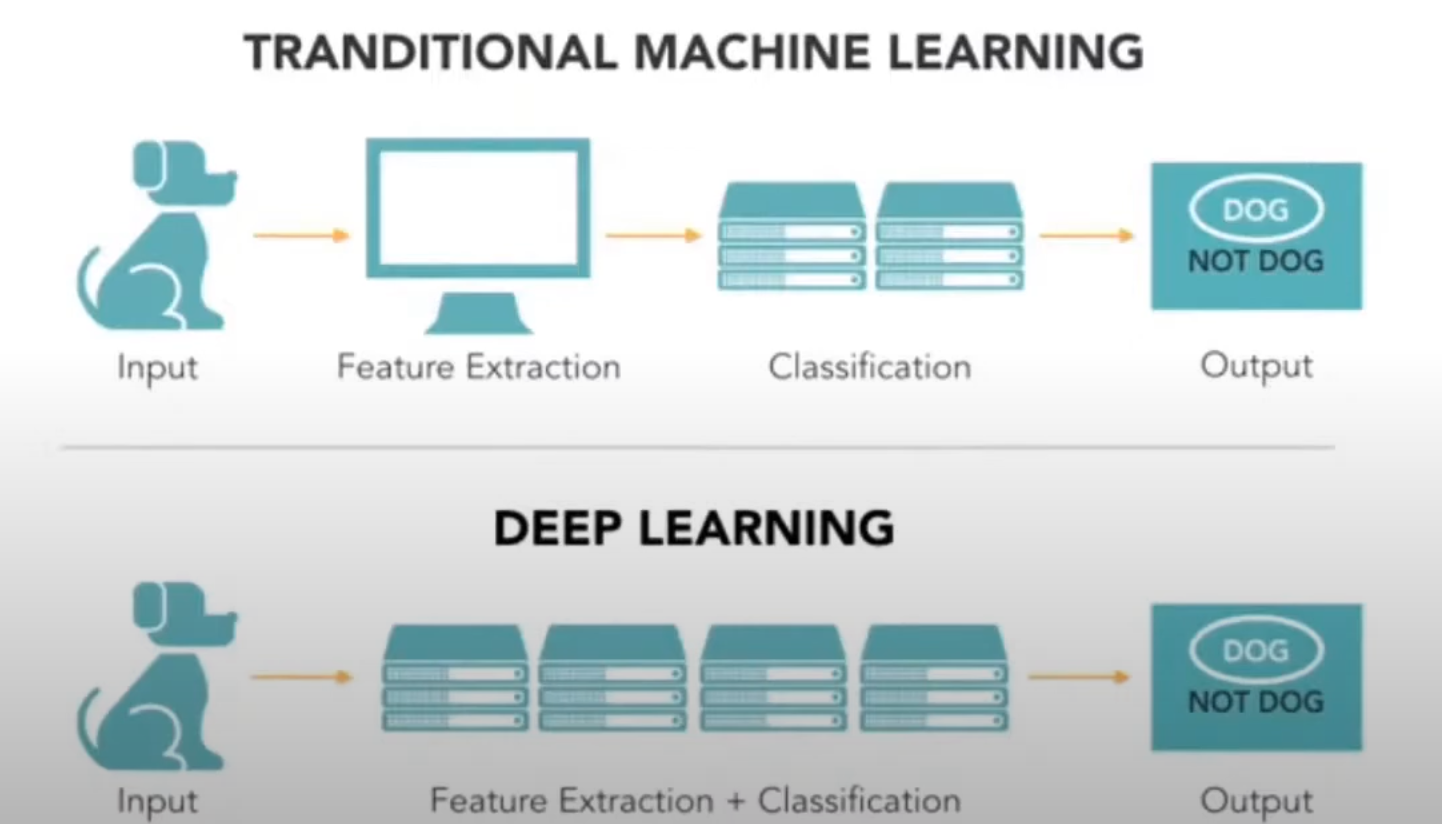 TRANDITIONAL MACHINE LEARNING
DOG
NOT DOG
Input
Feature Extraction
Classification
Output
DEEP LEARNING
DOG
NOT DOG
Input
Feature Extraction + Classification
Output